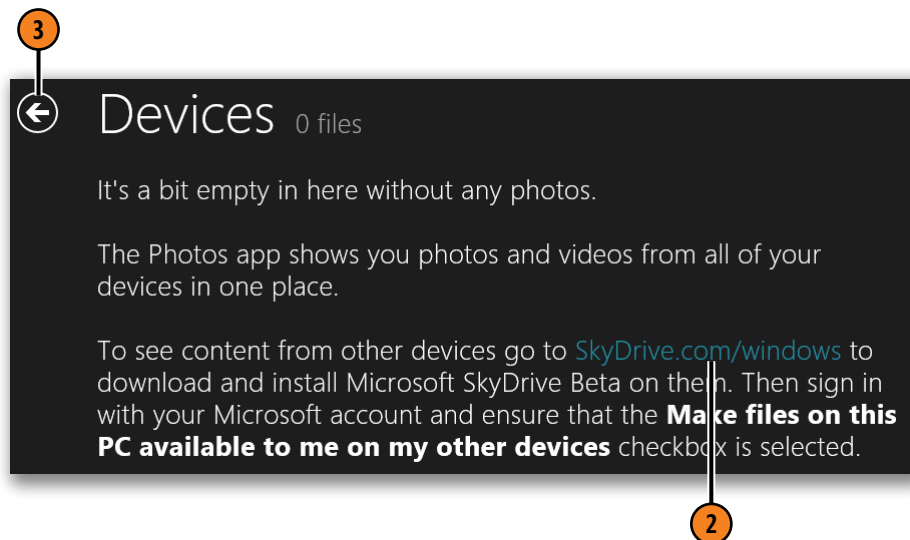 3
Devices 0 files
It's a bit empty in here without any photos.
The Photos app shows you photos and videos from all of your
devices in one place.
To see content from other devices go to SkyDrive.com/windows to
download and install Microsoft SkyDrive Beta on them. Then sign in
with your Microsoft account and ensure that the Make files on this
PC available to me on my other devices checkbox is selected.
2